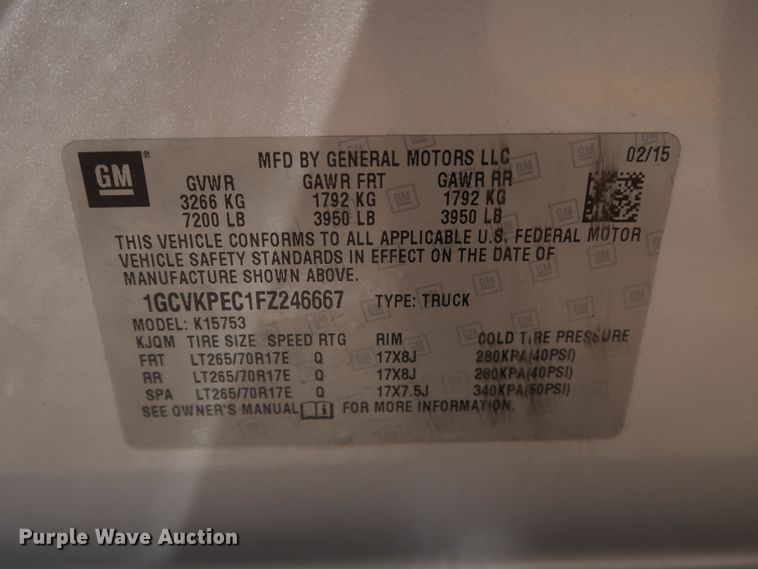 GM ® MFD BY GENERAL MOTORS LLC 02/15
GVWR GAWR FRT GAWR RR
3266 KG 1792 KG 1792 KG
7200 LB 3950 LB 3950 LB
THIS VEHICLE CONFORMS TO ALL APPLICABLE U.S. FEDERAL MOTOR
VEHICLE SAFETY STANDARDS IN EFFECT ON THE DATE OF
MANUFACTURE SHOWN ABOVE.
1GCVKPEC1FZ246667 TYPE: TRUCK
MODEL: K15753
KJQM TIRE SIZE SPEED RTG RIM COLD TIRE PRESSURE
FRT LT265/70R17E Q 17X8J 280KPA(40PSI)
RR LT265/70R17E Q 17X8J 280KPA(40PSI)
SPA LT265/70R17E Q 17X7.5J 340KPA(50PSI)
SEE OWNER'S MANUAL FOR MORE INFORMATION.
Purple Wave Auction